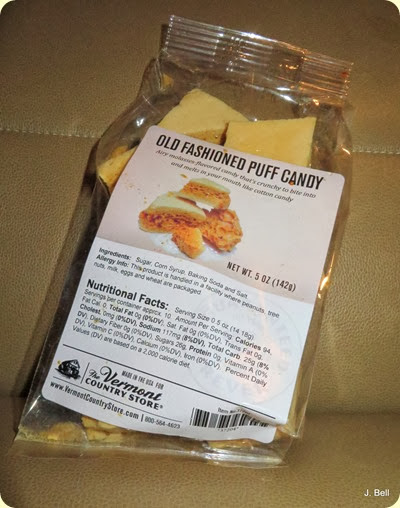 OLD FASHIONED PUFF CANDY
Airy molasses flavored candy that's crunchy to bite into
and melts in your mouth like cotton candy
NET WT. 5 OZ (142g)
Ingredients: Sugar, Corn Syrup, Baking Soda and Salt.
Allergy Info: This product is handled in a facility where peanuts, tree
nuts, milk, eggs and wheat are packaged.
Nutritional Facts: Serving Size 0.5 oz (14.18g),
Servings per container approx. 10. Amount Per Serving: Calories 94,
Fat Cal. 0, Total Fat 0g (0%DV), Sat. Fat 0g (0%DV), Trans Fat 0g,
Cholest. 0mg (0%DV), Sodium 117mg (8%DV), Total Carb. 25g (8%
DV), Dietary Fiber 0g, Sugars 26g, Protein 0g, Vitamin A (0%
DV), Vitamin C (0%DV), Calcium (0%DV), Iron (0%DV). Percent Daily
Values (DV) are based on a 2,000 calorie diet.
MADE IN THE USA FOR
The Vermont
COUNTRY STORE®
www.VermontCountryStore.com | 800-564-4623
Item No.
J. Bell